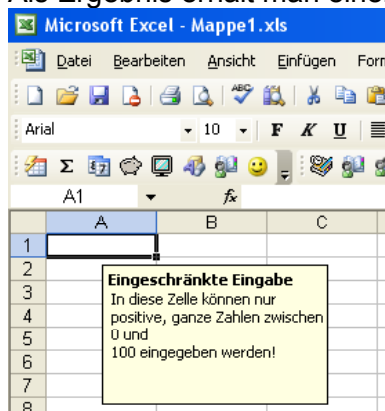 Als Ergebnis erhält man eine
Microsoft Excel - Mappe1.xls
Datei Bearbeiten Ansicht Einfügen For
ABC
Arial 10 F K U
Σ
A1 fx
A B C
1
2
3
4
5
6
7
8
Eingeschränkte Eingabe
In diese Zelle können nur
positive, ganze Zahlen zwischen
0 und
100 eingegeben werden!